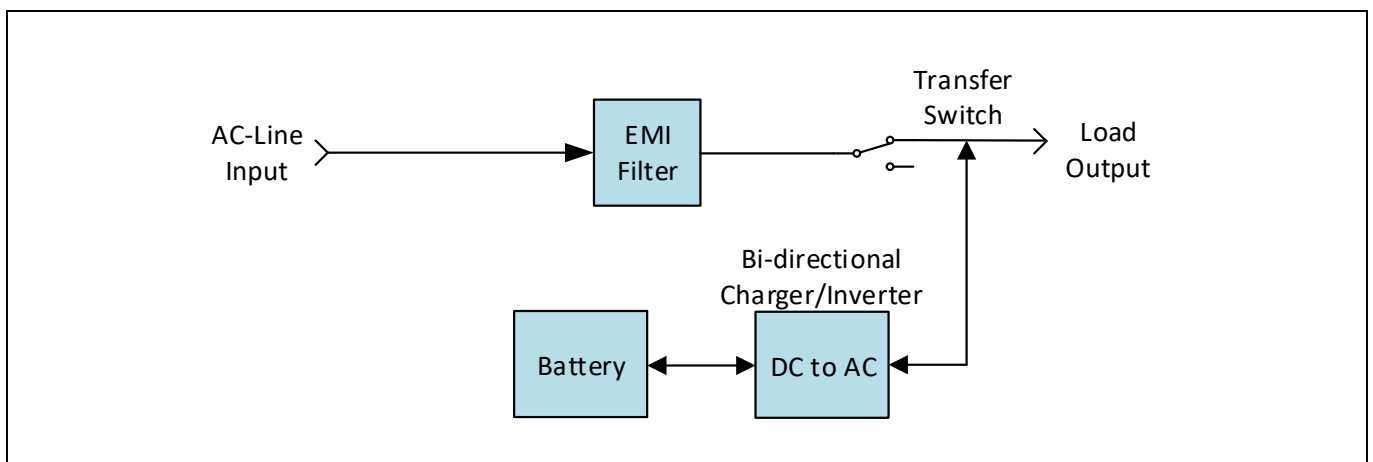 Transfer
Switch
AC-Line
Input
EMI
Filter
Load
Output
Bi-directional
Charger/Inverter
Battery
DC to AC